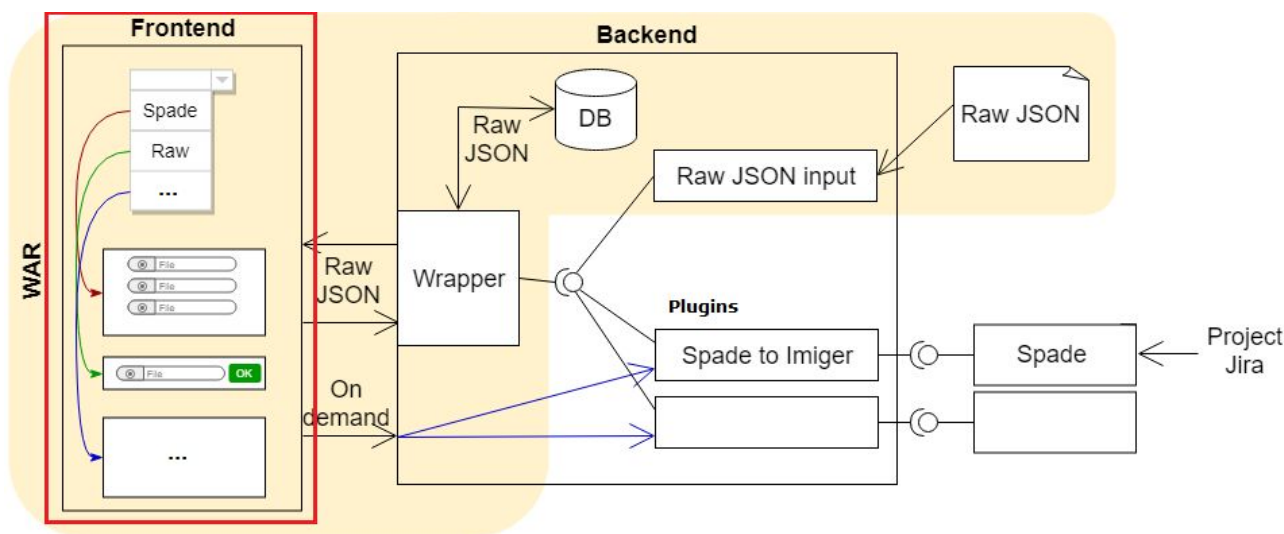 Frontend
Backend
Spade
Raw
...
WAR
File
File
File
File
OK
...
Raw
JSON
On
demand
Wrapper
Raw
JSON
DB
Raw JSON input
Raw JSON
Plugins
Spade to Imiger
Spade
Project
Jira